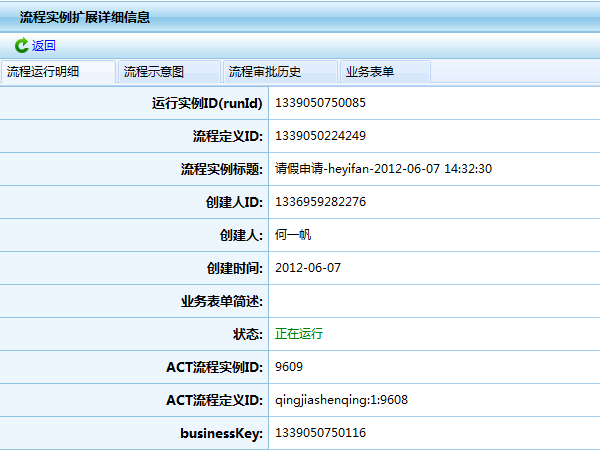 流程实例扩展详细信息
返回
流程运行明细 流程示意图 流程审批历史 业务表单
运行实例ID(runId) 1339050750085
流程定义ID: 1339050224249
流程实例标题: 请假申请-heyifan-2012-06-07 14:32:30
创建人ID: 1336959282276
创建人: 何一帆
创建时间: 2012-06-07
业务表单简述:
状态: 正在运行
ACT流程实例ID: 9609
ACT流程定义ID: qingjiashenqing:1:9608
businessKey: 1339050750116